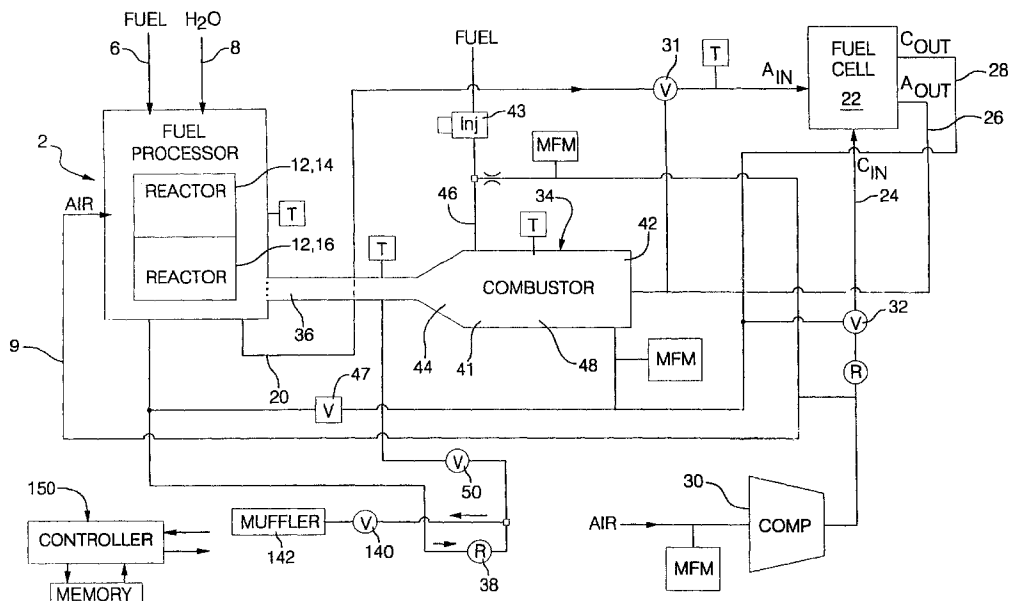 FUEL
H2O
6
8
FUEL
31
T
AIN
FUEL
CELL
22
COUT
AOUT
28
26
V
Inj
43
FUEL
PROCESSOR
2
MFM
CIN
REACTOR
12,14
AIR
T
46
34
24
T
T
42
12,16
REACTOR
COMBUSTOR
32
V
36
44
41
48
MFM
R
9
20
47
V
V
50
150
CONTROLLER
MEMORY
MUFFLER
142
V
140
R
38
30
AIR
COMP
MFM